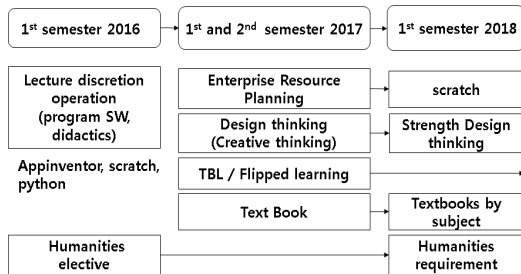 1st semester 2016
1st and 2nd semester 2017
1st semester 2018
Lecture discretion
operation
(program SW,
didactics)
Appinventor, scratch,
python
Enterprise Resource
Planning
scratch
Design thinking
(Creative thinking)
Strength Design
thinking
TBL / Flipped learning
Text Book
Textbooks by
subject
Humanities
elective
Humanities
requirement